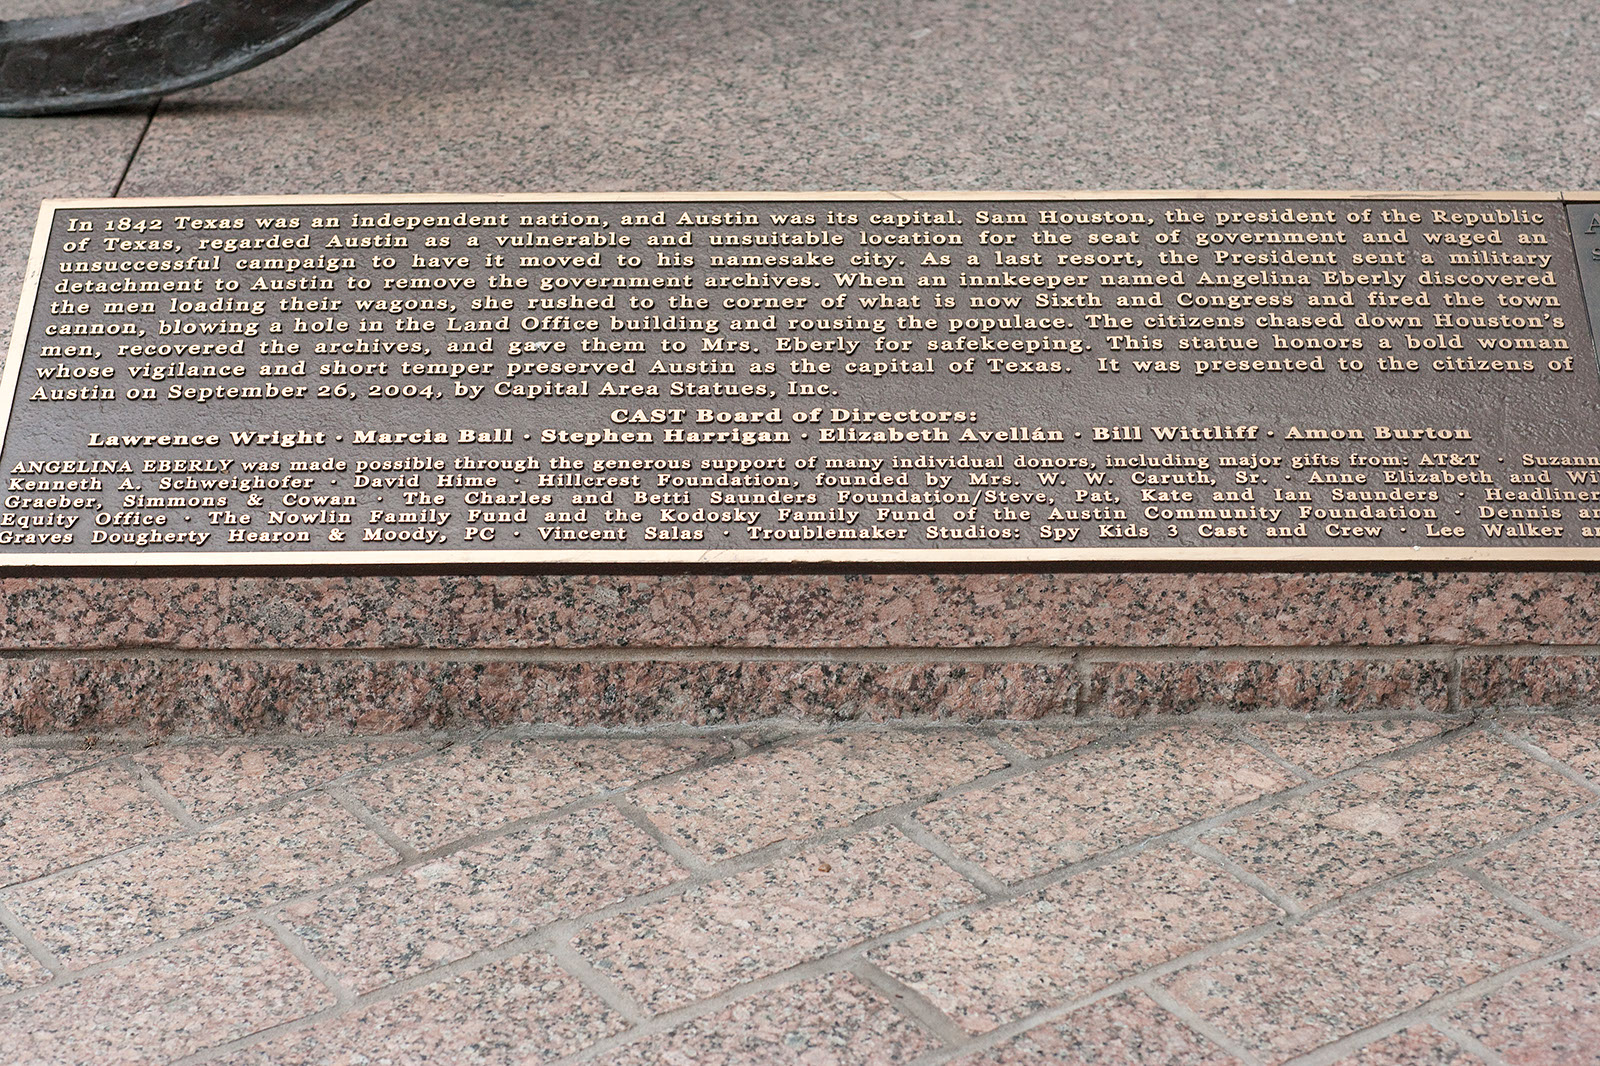 In 1842 Texas was an independent nation, and Austin was its capital. Sam Houston, the president of the Republic
of Texas, regarded Austin as a vulnerable and unsuitable location for the seat of government and waged an
unsuccessful campaign to have it moved to his namesake city. As a last resort, the President sent a military
detachment to Austin to remove the government archives. When an innkeeper named Angelina Eberly discovered
the men loading their wagons, she rushed to the corner of what is now Sixth and Congress and fired the town
cannon, blowing a hole in the Land Office building and rousing the populace. The citizens chased down Houston's
men, recovered the archives, and gave them to Mrs. Eberly for safekeeping. This statue honors a bold woman
whose vigilance and short temper preserved Austin as the capital of Texas. It was presented to the citizens of
Austin on September 26, 2004, by Capital Area Statues, Inc.
CAST Board of Directors:
Lawrence Wright · Marcia Ball · Stephen Harrigan · Elizabeth Avellán · Bill Wittliff · Amon Burton
ANGELINA EBERLY was made possible through the generous support of many individual donors, including major gifts from: AT&T · Suzann
Kenneth A. Schweighofer · David Hime · Hillcrest Foundation, founded by Mrs. W. W. Caruth, Sr. · Anne Elizabeth and Wi
Graeber, Simmons & Cowan · The Charles and Betti Saunders Foundation/Steve, Pat, Kate and Ian Saunders · Headliner
Equity Office · The Nowlin Family Fund and the Kodosky Family Fund of the Austin Community Foundation · Dennis an
Graves Dougherty Hearon & Moody, PC · Vincent Salas · Troublemaker Studios: Spy Kids 3 Cast and Crew · Lee Walker an